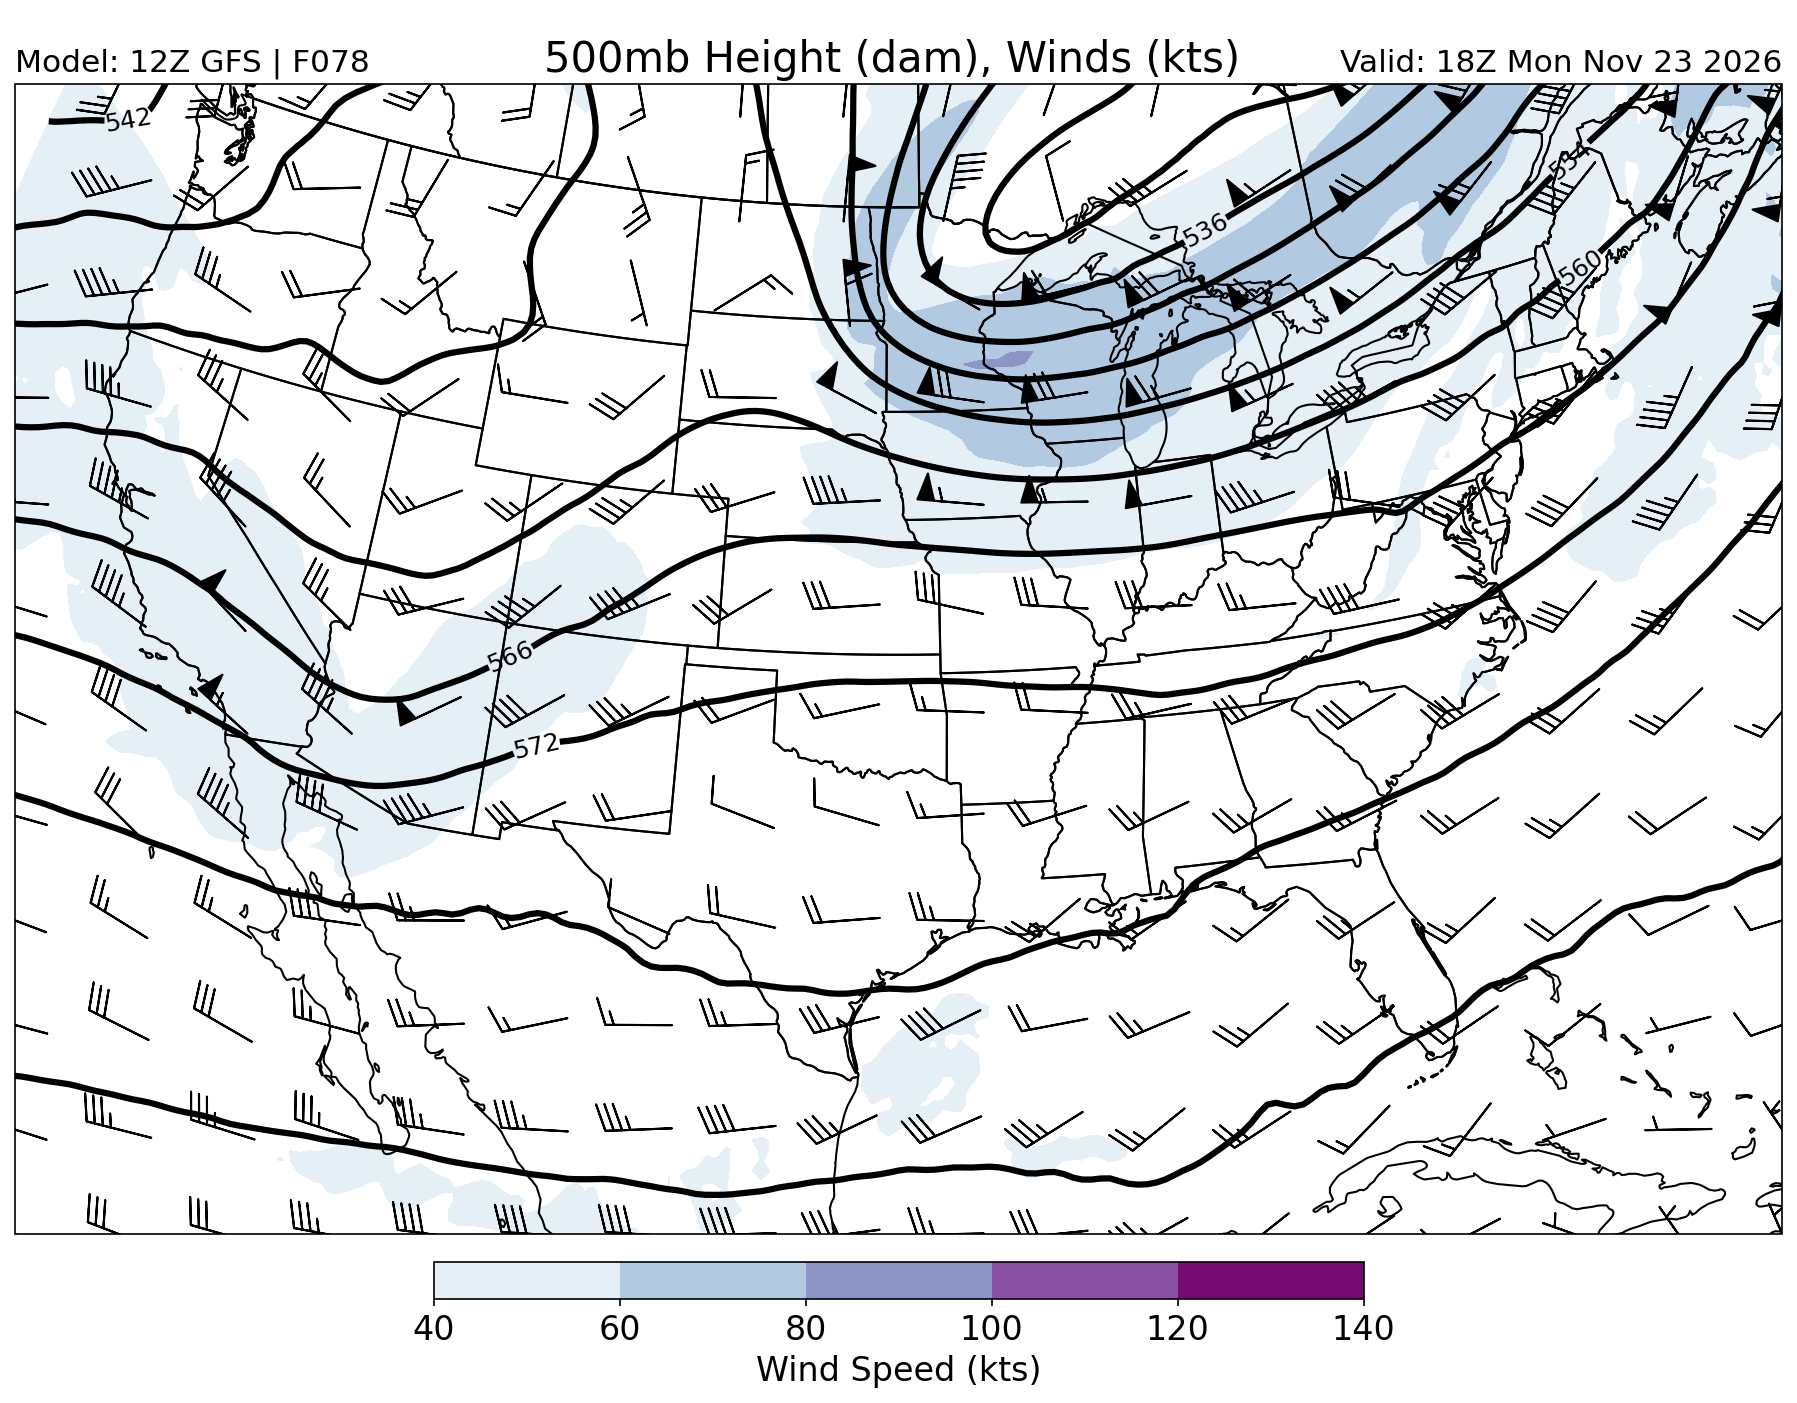 Model: 12Z GFS | F078
500mb Height (dam), Winds (kts)
Valid: 18Z Mon Nov 23 2026
542
554
536
560
566
572
40 60 80 100 120 140
Wind Speed (kts)